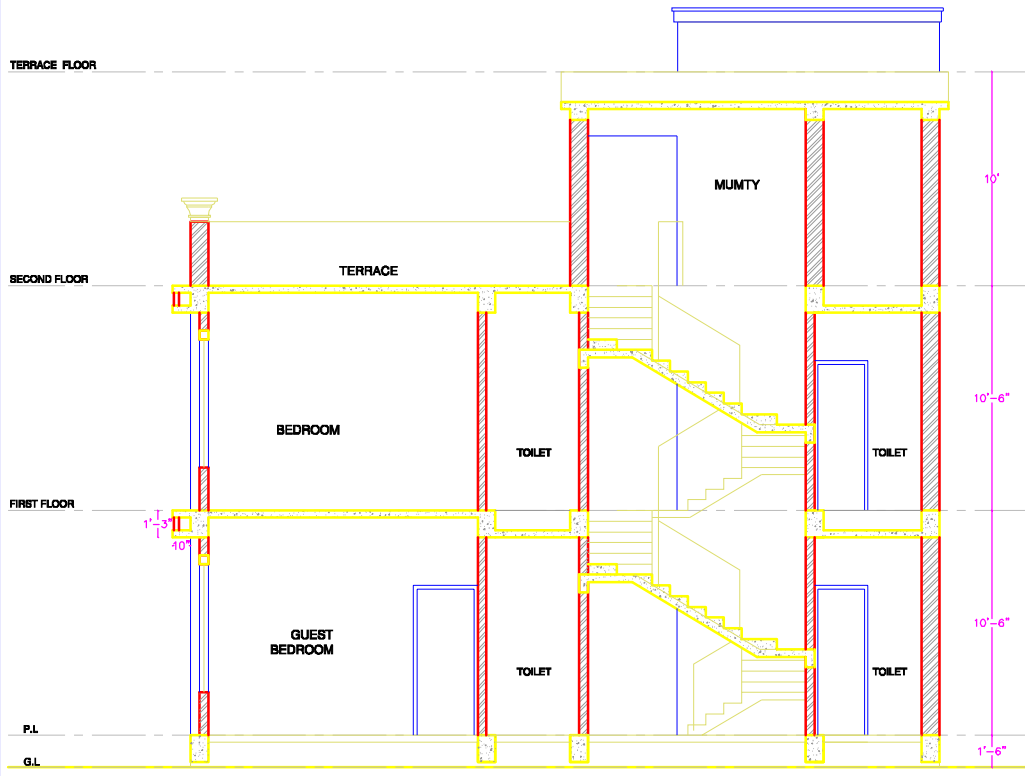 TERRACE FLOOR
10'
MUMTY
TERRACE
SECOND FLOOR
10'-6"
BEDROOM
TOILET
TOILET
FIRST FLOOR
1'-3"
10"
10'-6"
GUEST
BEDROOM
TOILET
TOILET
P.L
1'-6"
G.L